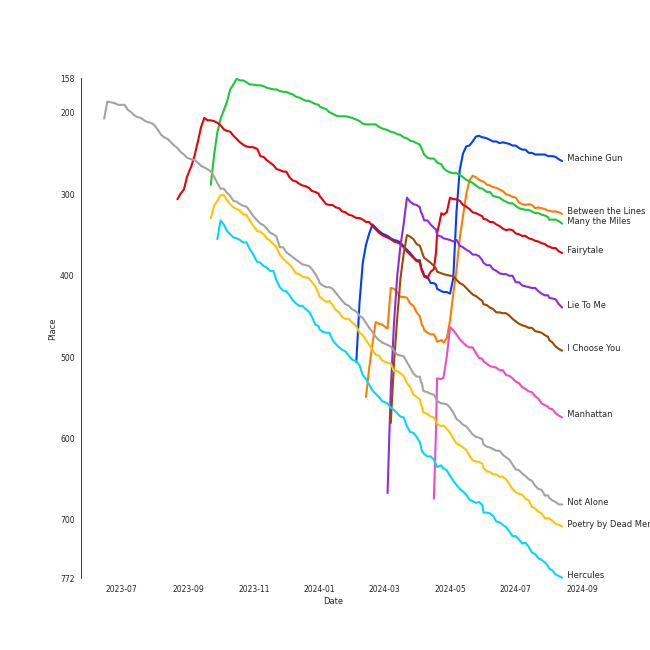 158
200
300
400
500
600
700
772
Place
Machine Gun
Between the Lines
Many the Miles
Fairytale
Lie To Me
I Choose You
Manhattan
Not Alone
Poetry by Dead Mer
Hercules
2023-07
2023-09
2023-11
2024-01
2024-03
2024-05
2024-07
2024-09
Date